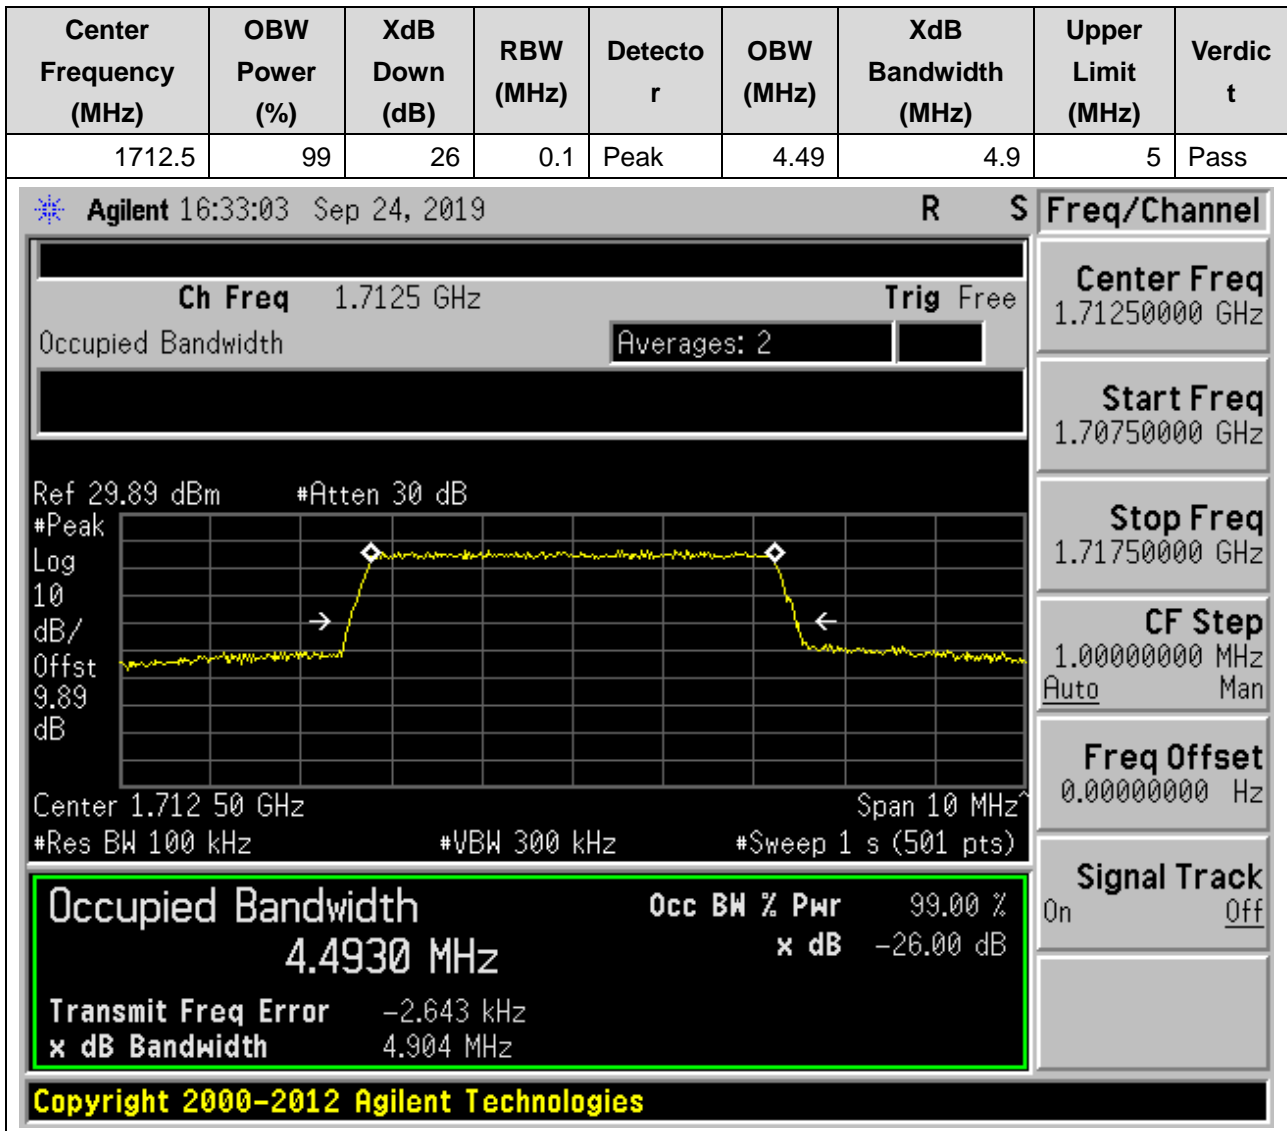 Center Frequency (MHz) OBW Power (%) XdB Down (dB) RBW (MHz) Detecto r OBW (MHz) XdB Bandwidth (MHz) Upper Limit (MHz) Verdic t
1712.5 99 26 0.1 Peak 4.49 4.9 5 Pass
Agilent 16:33:03 Sep 24, 2019 R S Freq/Channel
Ch Freq 1.7125 GHz Trig Free
Occupied Bandwidth Averages: 2
Center Freq
1.71250000 GHz
Start Freq
1.70750000 GHz
Stop Freq
1.71750000 GHz
CF Step
1.00000000 MHz
Auto Man
Freq Offset
0.00000000 Hz
Signal Track
On Off
Ref 29.89 dBm #Atten 30 dB
#Peak
Log
10
dB/
Offst
9.89
dB
Center 1.712 50 GHz Span 10 MHz^
#Res BW 100 kHz #VBW 300 kHz #Sweep 1 s (501 pts)
Occupied Bandwidth Occ BW % Pwr 99.00 %
4.4930 MHz x dB -26.00 dB
Transmit Freq Error -2.643 kHz
x dB Bandwidth 4.904 MHz
Copyright 2000-2012 Agilent Technologies